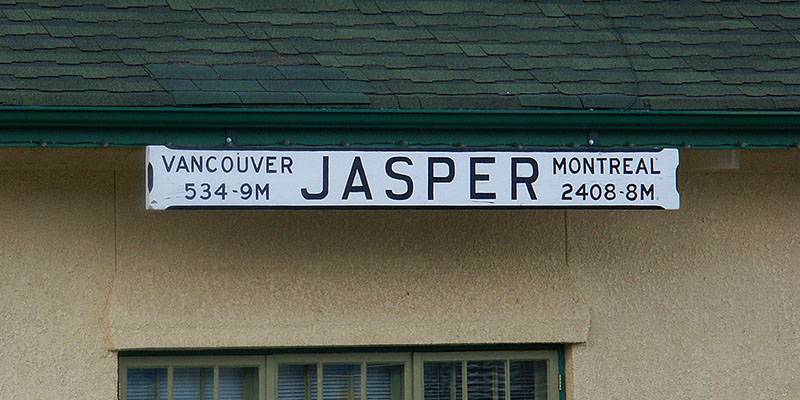 VANCOUVER JASPER MONTREAL
534-9M 2408-8M